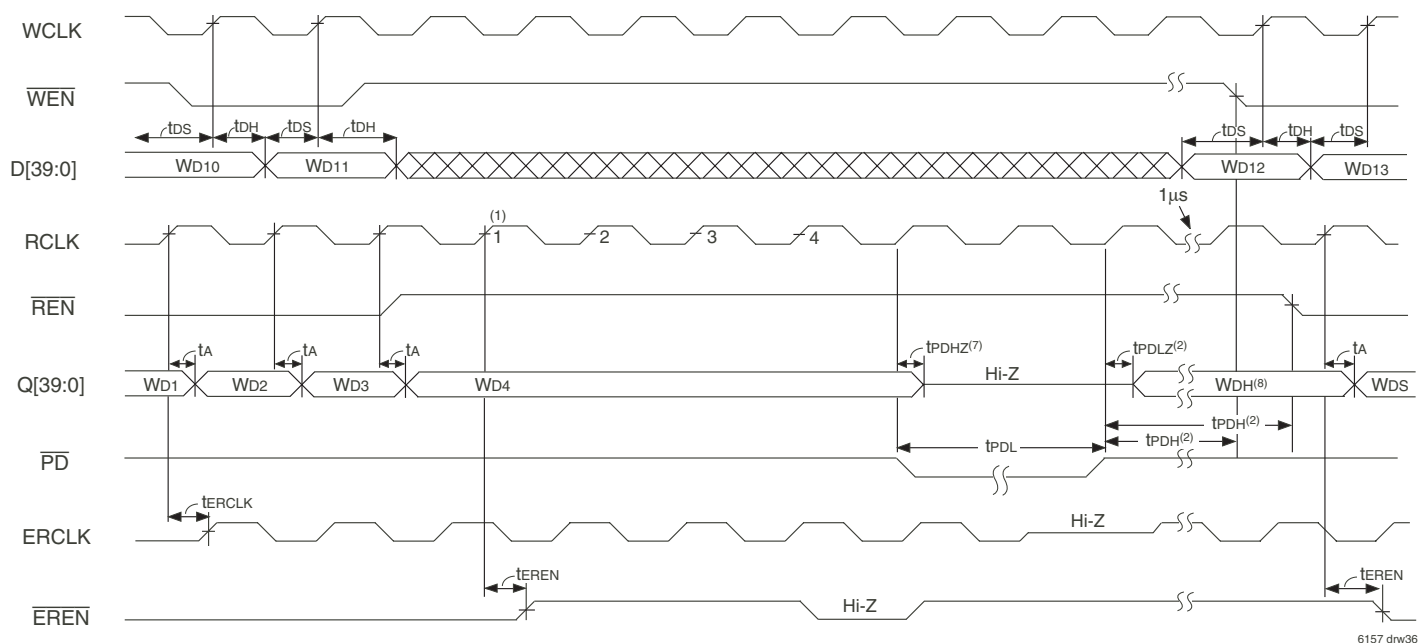 WCLK
WEN
tDS tDH tDS tDH tDS tDH tDS
D[39:0] WD10 WD11 WD12 WD13
1µs
(1)
RCLK 1 2 3 4
REN
tA tA tA tPDHZ(7) tPDLZ(2) tA
Q[39:0] WD1 WD2 WD3 WD4 Hi-Z WDH(8) WDS
tPDH(2)
tPDL tPDH(2)
PD
tERCLK
ERCLK Hi-Z
tEREN tEREN
EREN Hi-Z
6157 drw36